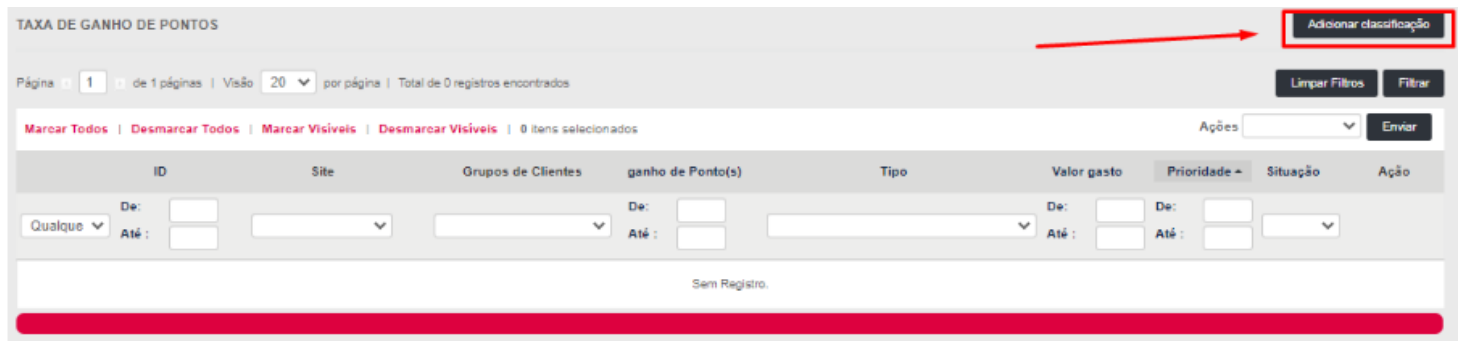 TAXA DE GANHO DE PONTOS Adicionar classificação
Página 1 de 1 páginas | Visão 20 por página | Total de 0 registros encontrados Limpar Filtros Filtrar
Marcar Todos | Desmarcar Todos | Marcar Visíveis | Desmarcar Visíveis | 0 itens selecionados Ações Enviar
ID Site Grupos de Clientes ganho de Ponto(s) Tipo Valor gasto Prioridade Situação Ação
Qualque De: De: De: De:
Até : Até : Até : Até :
Sem Registro.